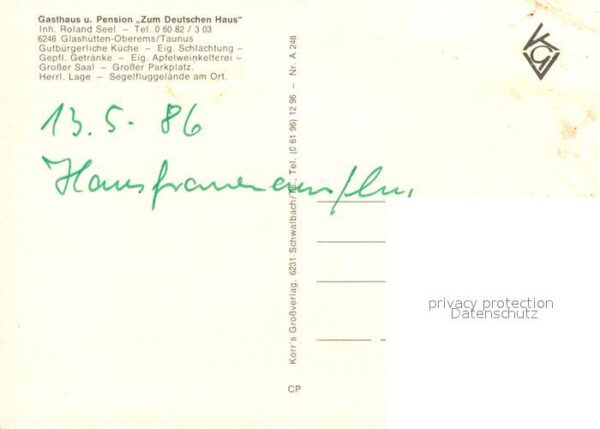 Gasthaus u. Pension „Zum Deutschen Haus"
Inh. Roland Seel – Tel. 0 60 82 / 3 03
6246 Glashütten-Oberems/Taunus
Gutbürgerliche Küche – Eig. Schlachtung –
Gepfl. Getränke – Eig. Apfelweinkelterei –
Großer Saal – Großer Parkplatz.
Herrl. Lage – Segelfluggelände am Ort.
13.5.86
Hausfrauenausflug
Korr's Großverlag, 6231 Schwalbach/Ts. Tel. (0 61 96) 12 96 – Nr. A 248
CP
KGV
privacy protection
Datenschutz